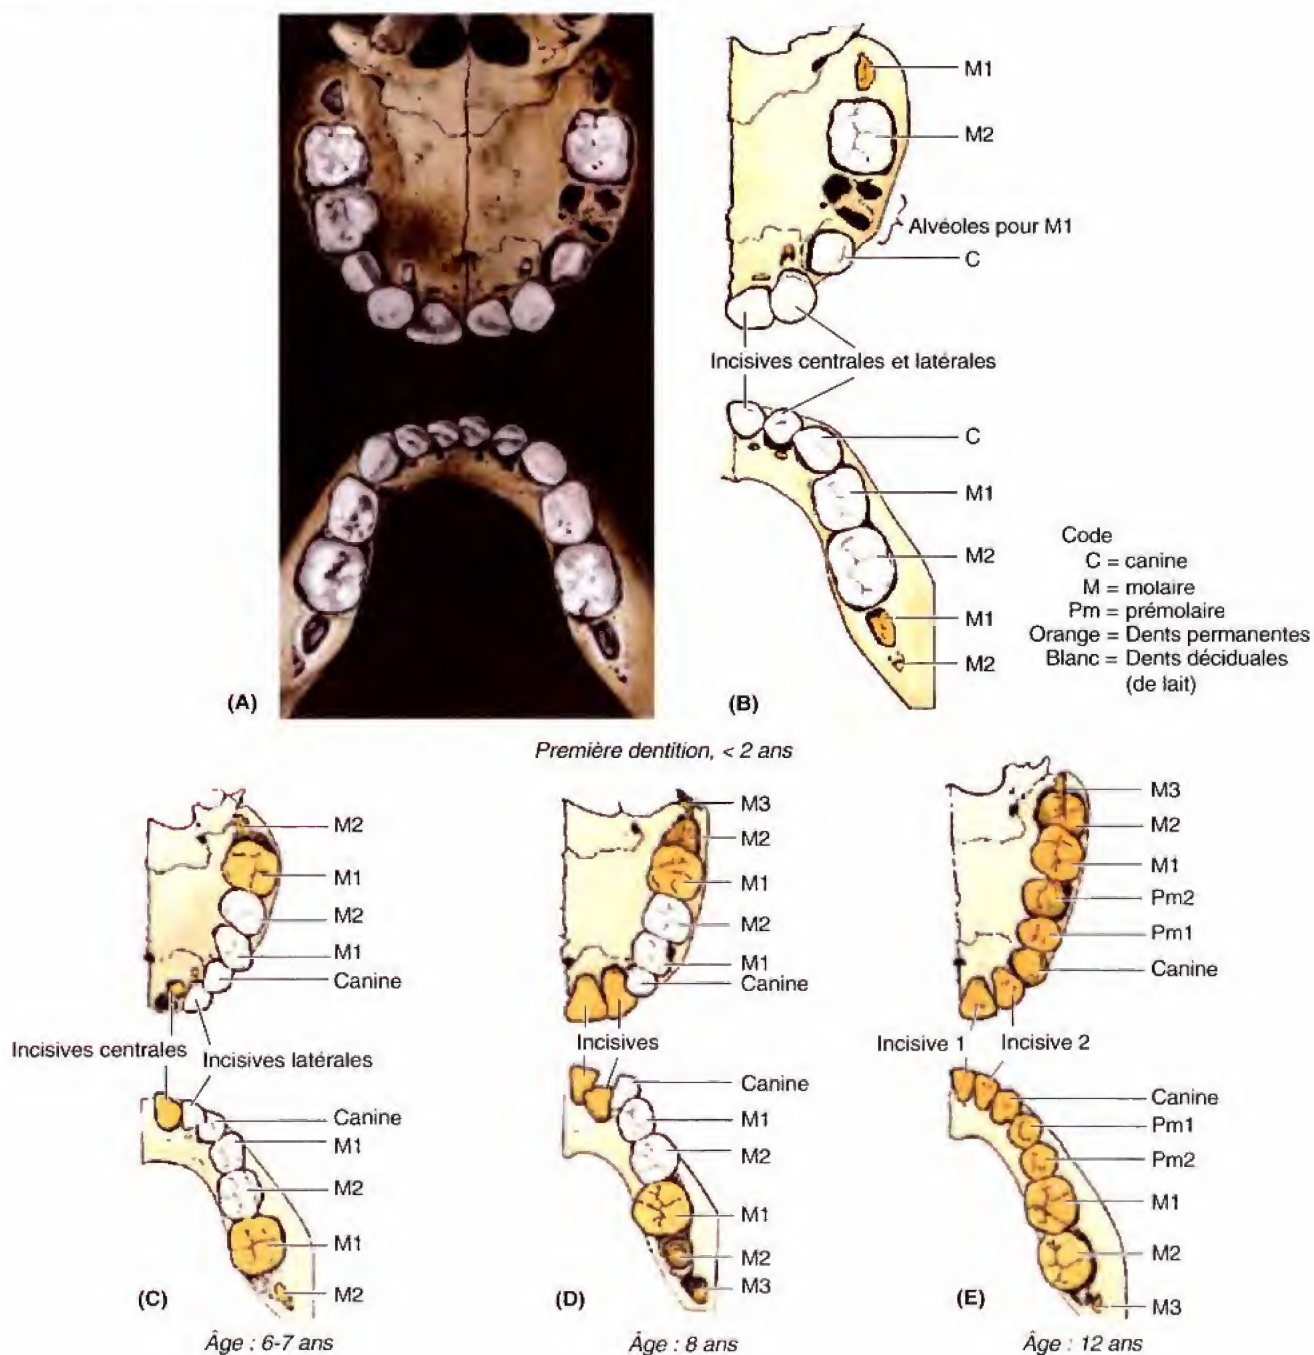 M1
M2
Alvéoles pour M1
C
Incisives centrales et latérales
C
M1
M2
M1
M2
Code
C = canine
M = molaire
Pm = prémolaire
Orange = Dents permanentes
Blanc = Dents déciduales
(de lait)
(A)
(B)
Première dentition, < 2 ans
M2
M1
M2
M1
Canine
Incisives centrales
Incisives latérales
Canine
M1
M2
M1
M2
(C)
Âge : 6-7 ans
M3
M2
M1
M2
M1
Canine
Incisives
Canine
M1
M2
M1
M2
M3
(D)
Âge : 8 ans
M3
M2
M1
Pm2
Pm1
Canine
Incisive 1
Incisive 2
Canine
Pm1
Pm2
M1
M2
M3
(E)
Âge : 12 ans